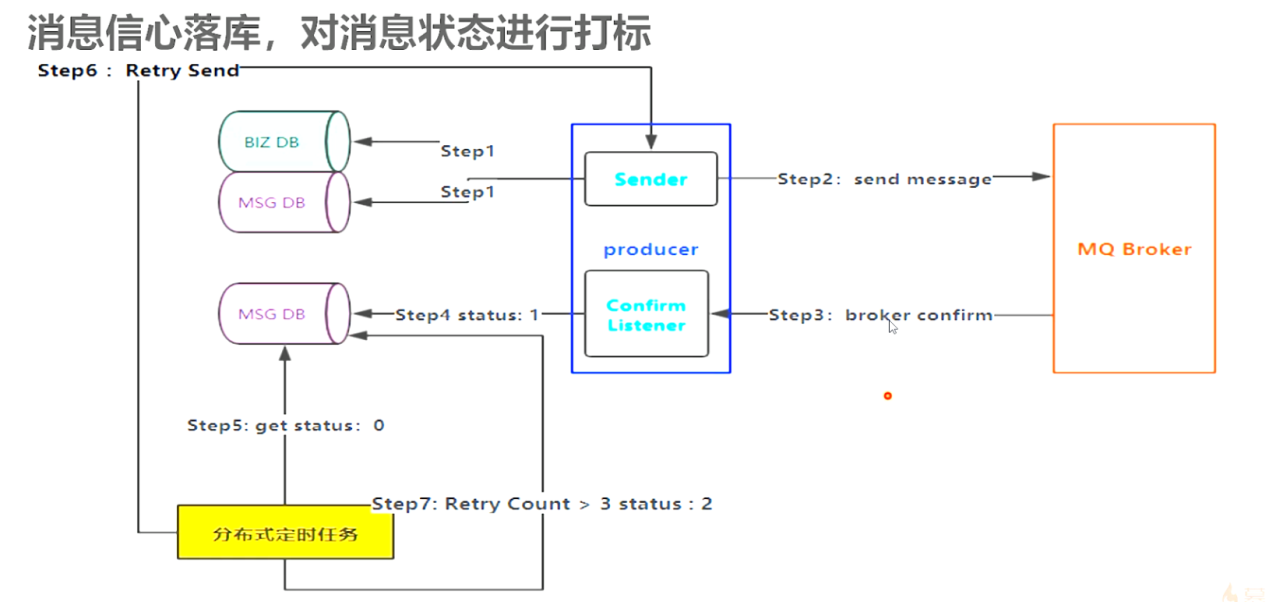 消息信心落库，对消息状态进行打标
Step6： Retry Send
BIZ DB
Step1
MSG DB
Step1
Sender
Step2：send message
producer
MQ Broker
MSG DB
Step4 status: 1
Confirm
Listener
Step3：broker confirm
Step5: get status：0
Step7: Retry Count > 3 status : 2
分布式定时任务